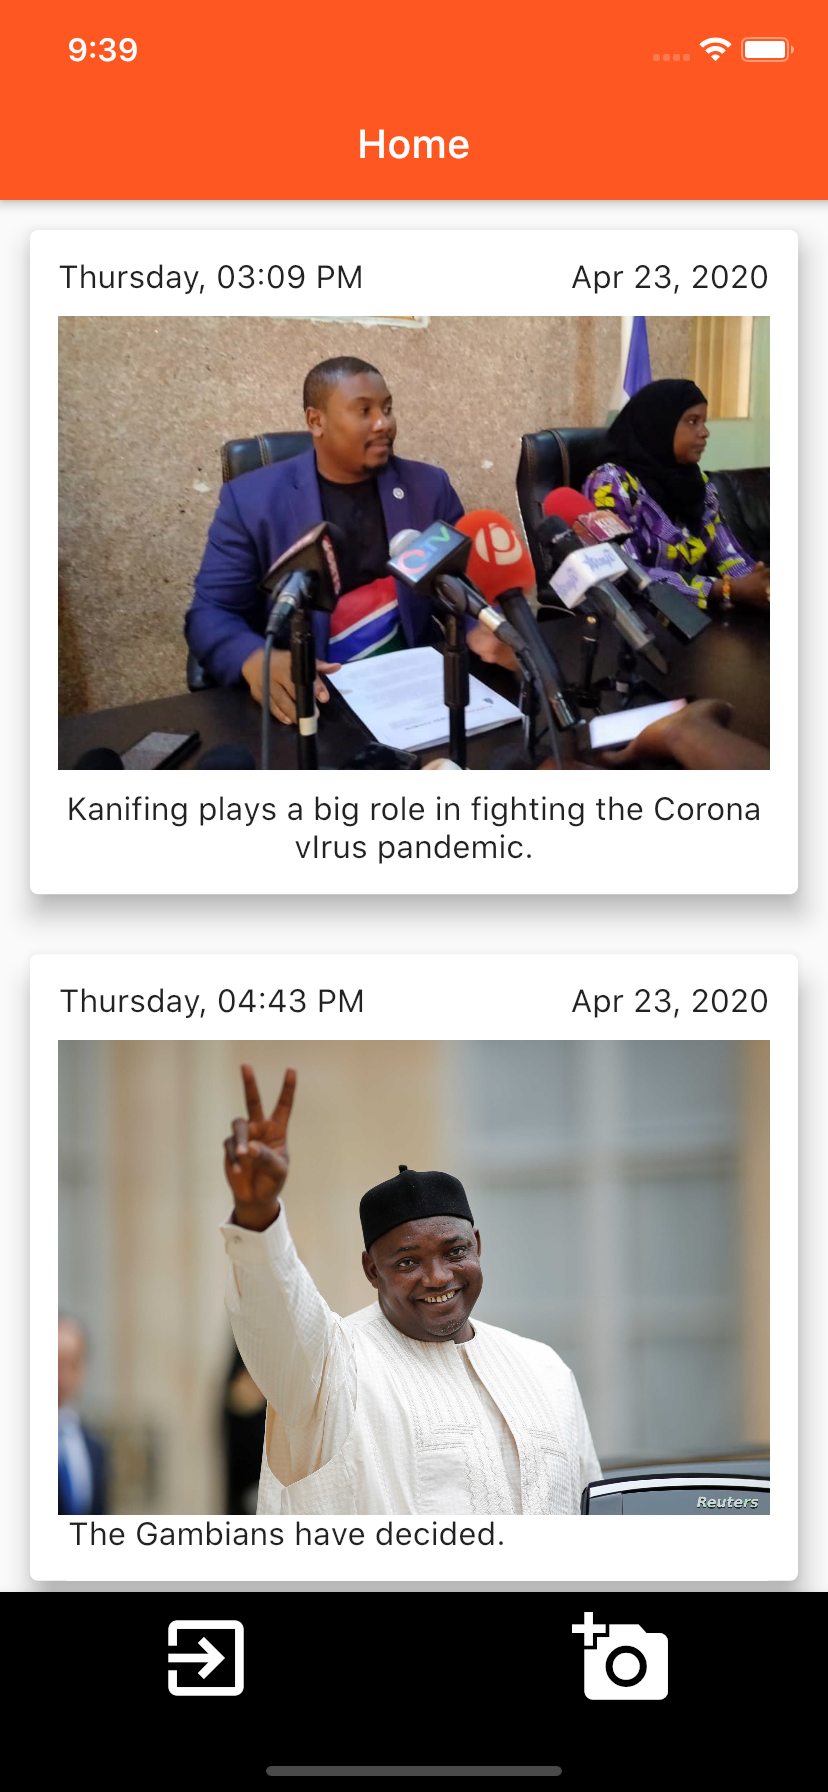 9:39
Home
Thursday, 03:09 PM
Apr 23, 2020
Kanifing plays a big role in fighting the Corona
vIrus pandemic.
Thursday, 04:43 PM
Apr 23, 2020
Reuters
The Gambians have decided.